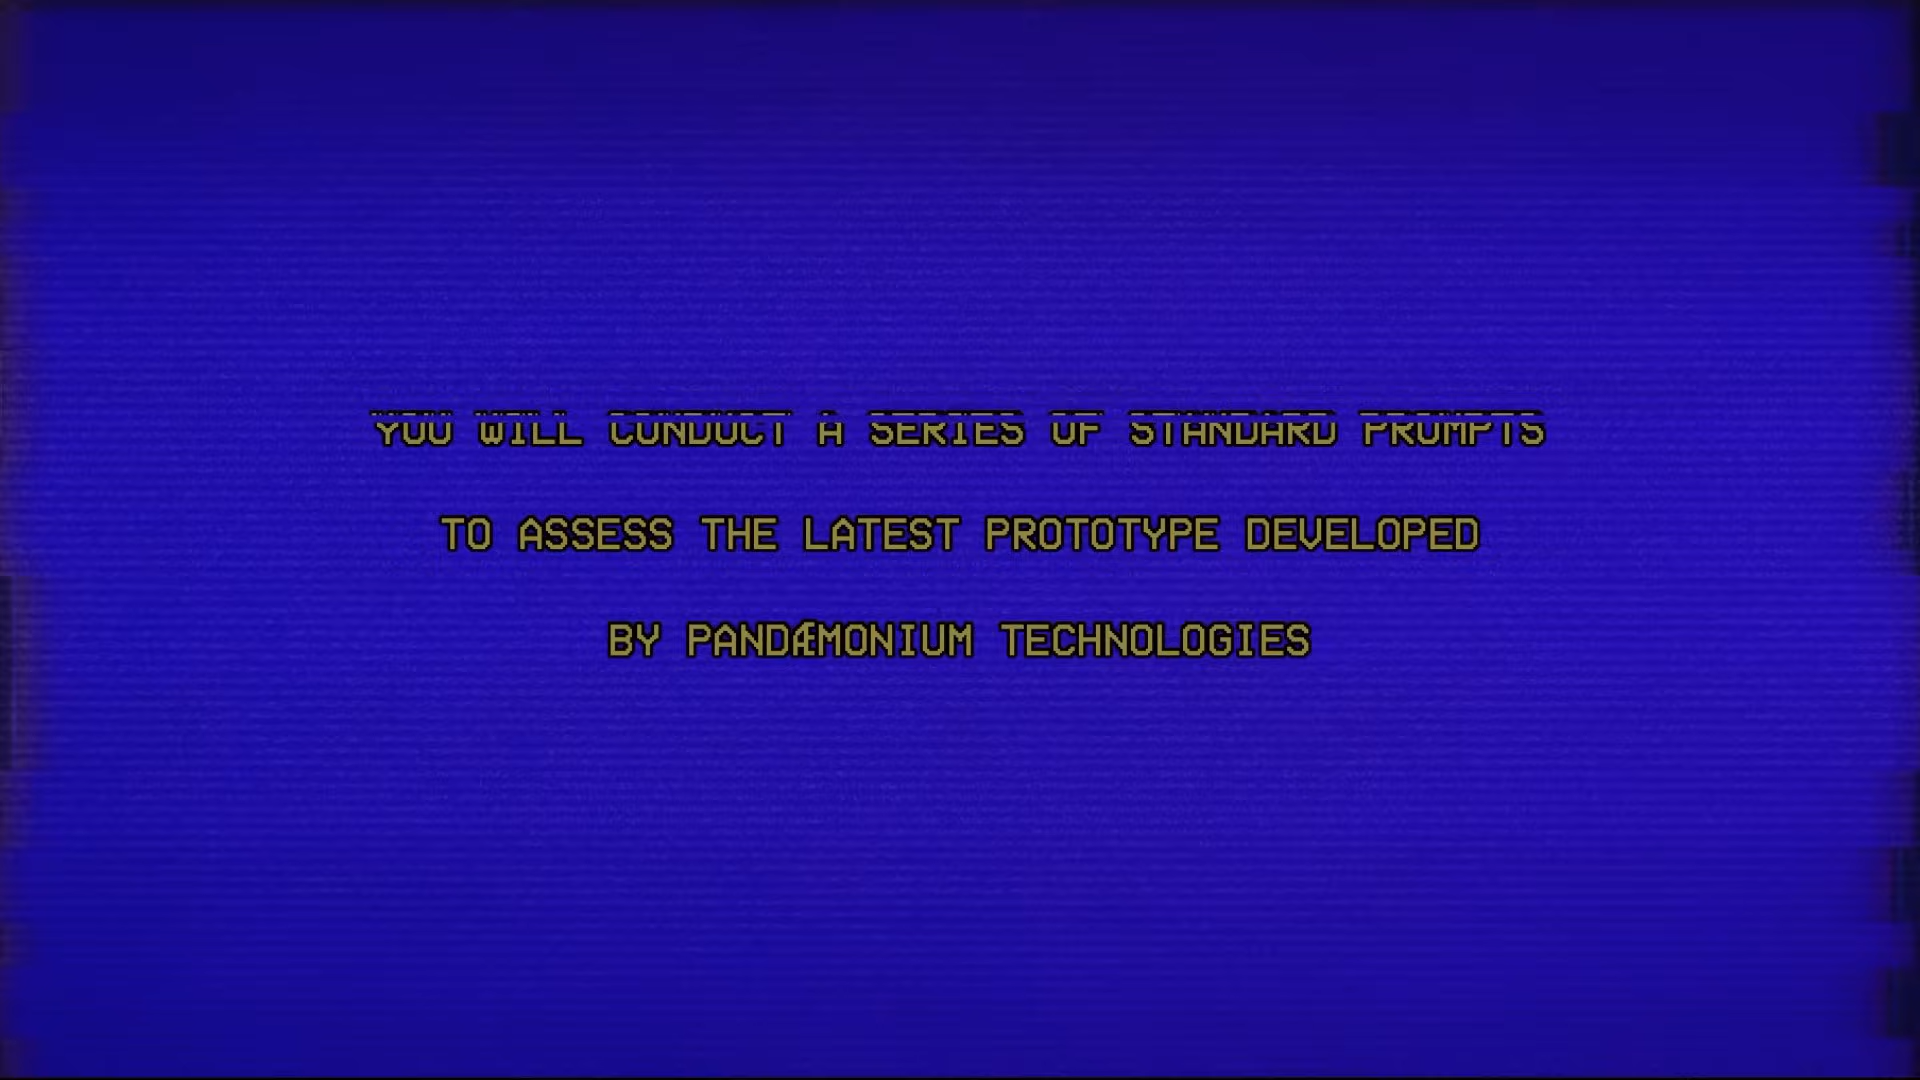 YOU WILL CONDUCT A SERIES OF STANDARD PROMPTS
TO ASSESS THE LATEST PROTOTYPE DEVELOPED
BY PANDÆMONIUM TECHNOLOGIES